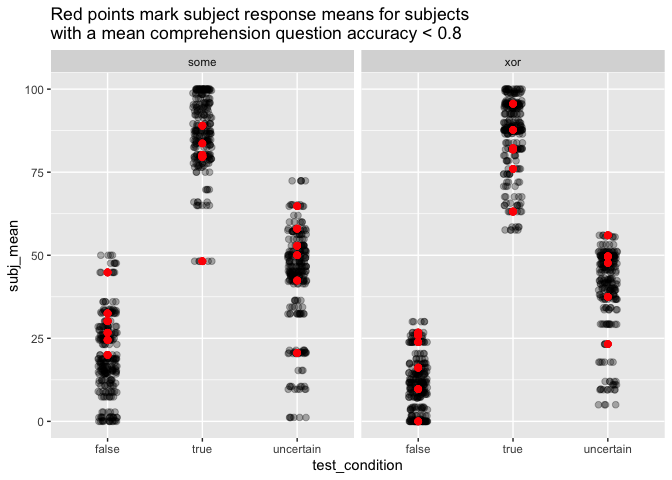 Red points mark subject response means for subjects
with a mean comprehension question accuracy < 0.8
some
xor
100
75
50
25
0
subj_mean
false
true
uncertain
false
true
uncertain
test_condition